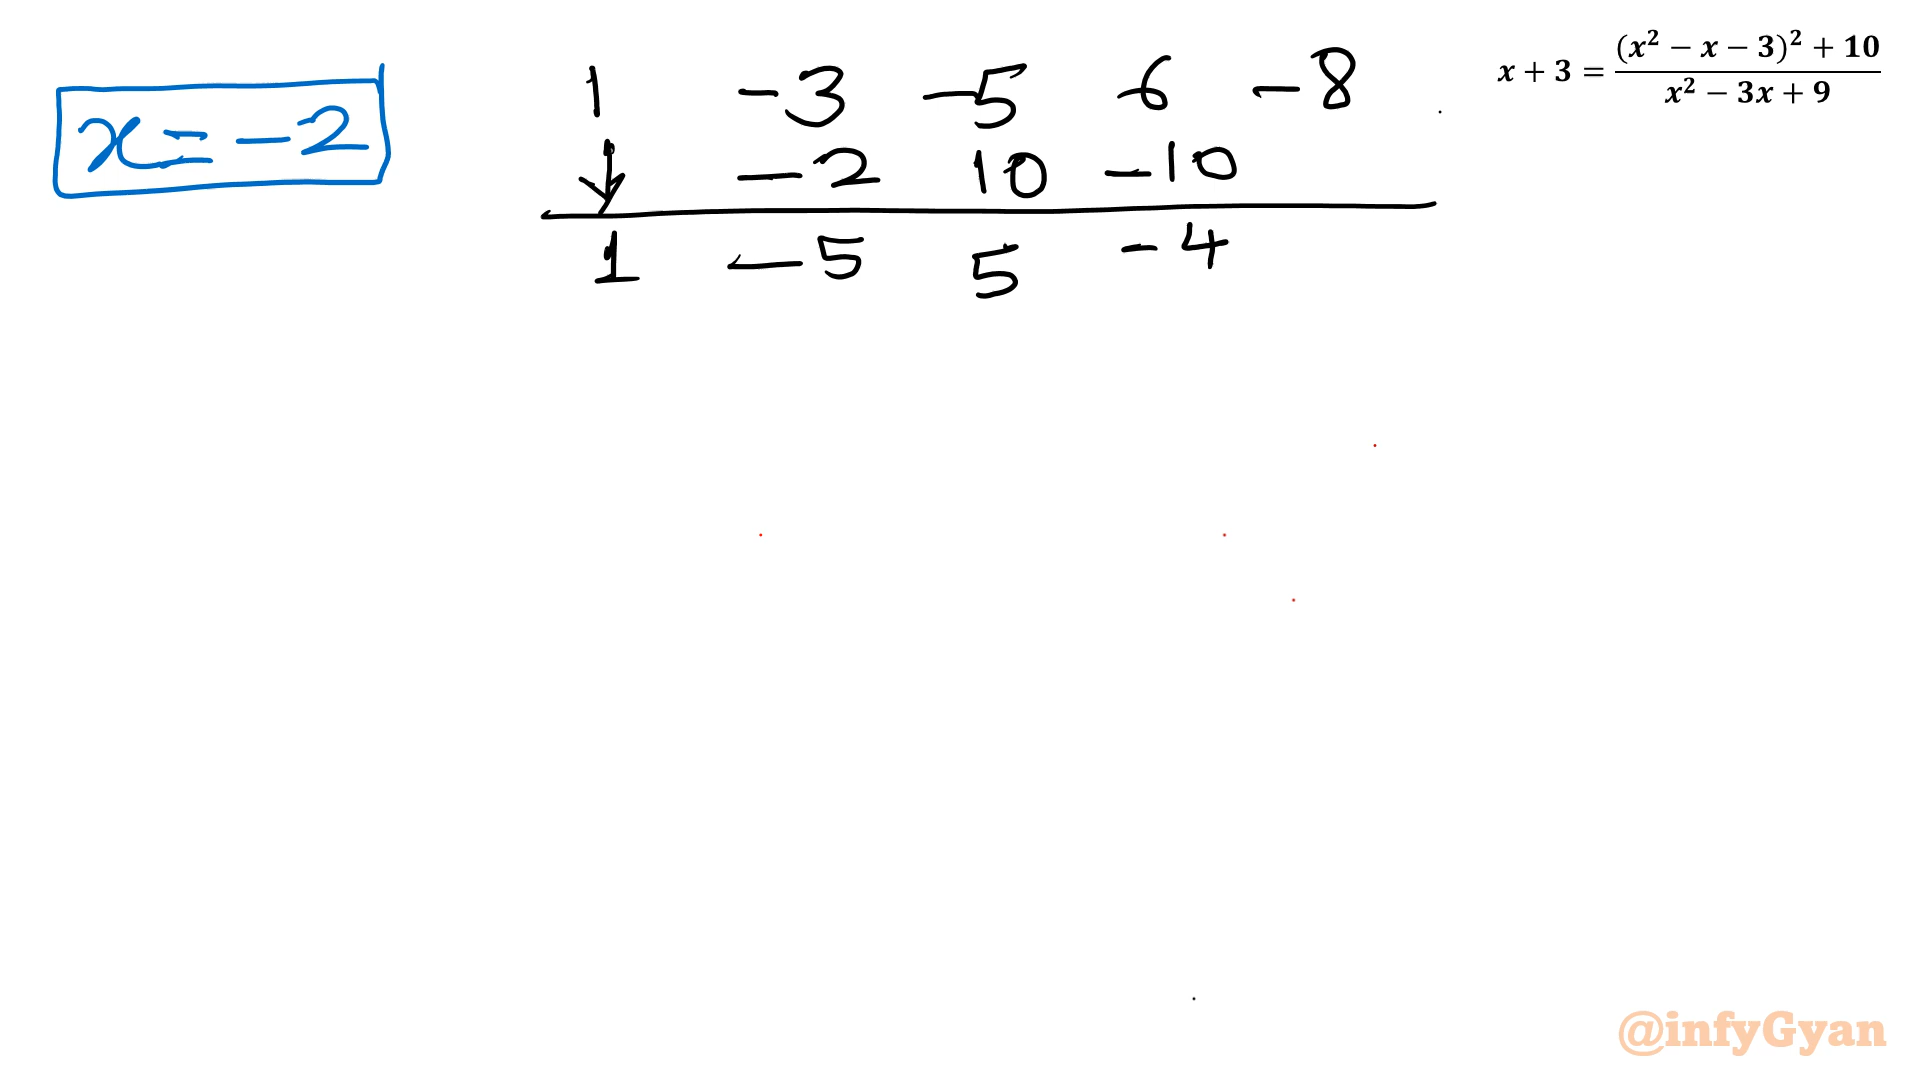 x = -2
1 -3 -5 6 -8
↓ -2 10 -10
1 -5 5 -4
x + 3 = ((x² − x − 3)² + 10) / (x² − 3x + 9)
@infyGyan